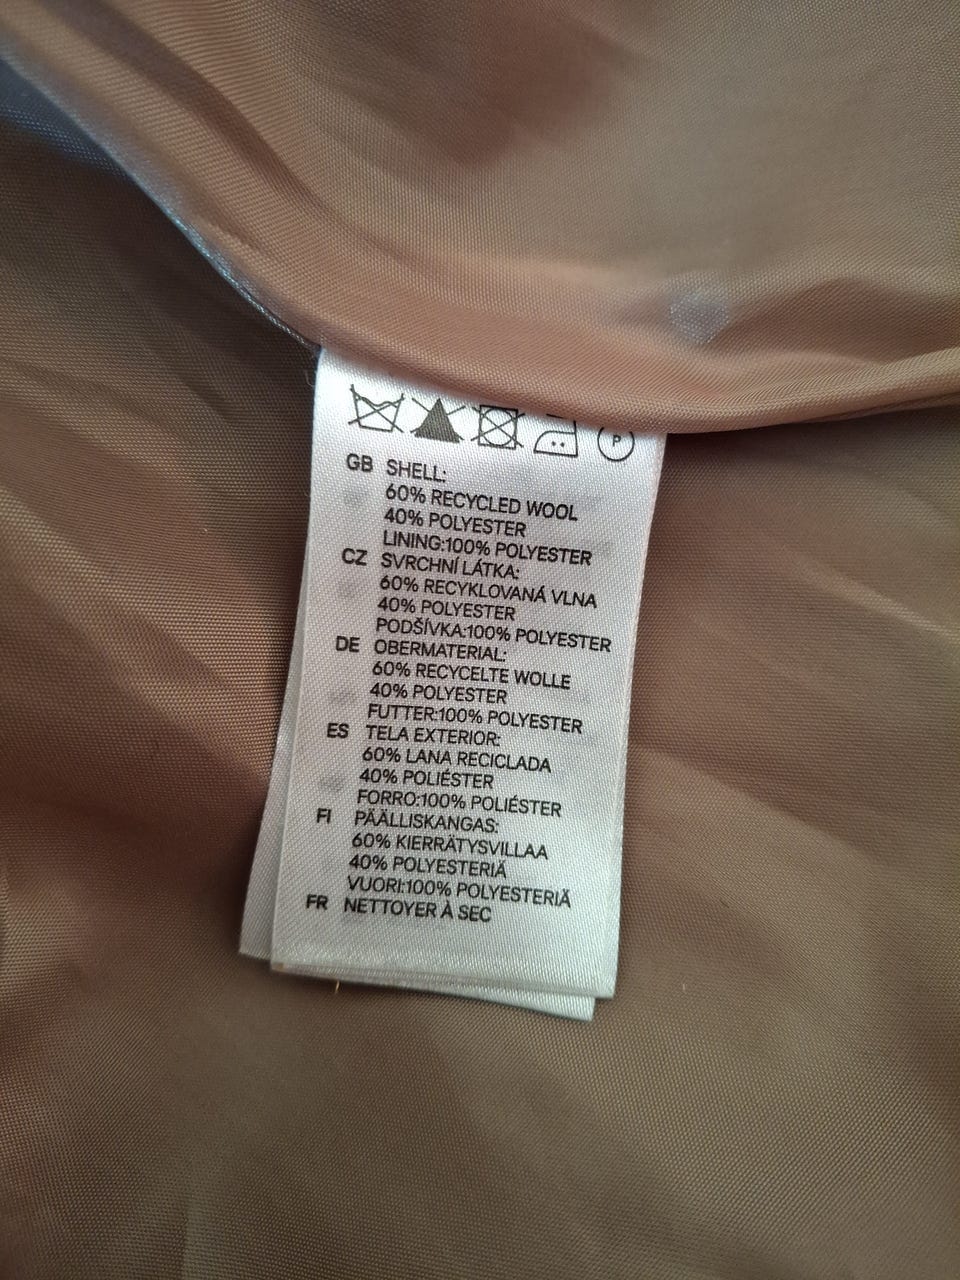 P
GB SHELL:
60% RECYCLED WOOL
40% POLYESTER
LINING:100% POLYESTER
CZ SVRCHNÍ LÁTKA:
60% RECYKLOVANÁ VLNA
40% POLYESTER
PODŠÍVKA:100% POLYESTER
DE OBERMATERIAL:
60% RECYCELTE WOLLE
40% POLYESTER
FUTTER:100% POLYESTER
ES TELA EXTERIOR:
60% LANA RECICLADA
40% POLIÉSTER
FORRO:100% POLIÉSTER
FI PÄÄLLISKANGAS:
60% KIERRÄTYSVILLAA
40% POLYESTERIÄ
VUORI:100% POLYESTERIÄ
FR NETTOYER À SEC